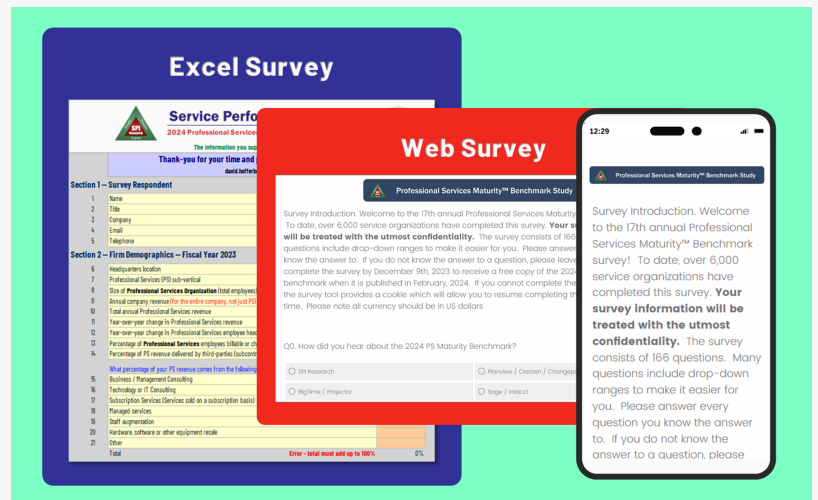 Excel Survey
SPI
Research
Service Perfo
2024 Professional Service
The information you sup
Thank-you for your time and
Section 1 – Survey Respondent
1 Name
2 Title
3 Company
4 Email
5 Telephone
Section 2 – Firm Demographics – Fiscal Year 2023
6 Headquarters location
7 Professional Services (PS) sub-vertical
8 Size of Professional Services Organization (total employees)
9 Annual company revenue (for the entire company, not just PS)
10 Total annual Professional Services revenue
11 Year-over-year change in Professional Services revenue
12 Year-over-year change in Professional Services employee head
13 Percentage of Professional Services employees billable or ch
14 Percentage of PS revenue delivered by third-parties (subcont
What percentage of your PS revenue comes from the following:
15 Business / Management Consulting
16 Technology or IT Consulting
17 Subscription Services (Services sold on a subscription basis)
18 Managed services
19 Staff augmentation
20 Hardware, software or other equipment resale
21 Other
Total Error - total must add up to 100% 0%
Web Survey
Professional Services Maturity™ Benchmark Study
Survey Introduction. Welcome to the 17th annual Professional Services Maturity
To date, over 6,000 service organizations have completed this survey. Your su
will be treated with the utmost confidentiality. The survey consists of 166
questions include drop-down ranges to make it easier for you. Please answer
know the answer to. If you do not know the answer to a question, please leave
complete the survey by December 9th, 2023 to receive a free copy of the 202
benchmark when it is published in February, 2024. If you cannot complete the
the survey tool provides a cookie which will allow you to resume completing th
time. Please note all currency should be in US dollars
Q0. How did you hear about the 2024 PS Maturity Benchmark?
SPI Research
Planview / Clarizen / Changepo
BigTime / Projector
Sage / Intacct
12:29
Professional Services Maturity™ Benchmark Study
Survey Introduction. Welcome
to the 17th annual Professional
Services Maturity™ Benchmark
survey! To date, over 6,000
service organizations have
completed this survey. Your
survey information will be
treated with the utmost
confidentiality. The survey
consists of 166 questions. Many
questions include drop-down
ranges to make it easier for
you. Please answer every
question you know the answer
to. If you do not know the
answer to a question, please